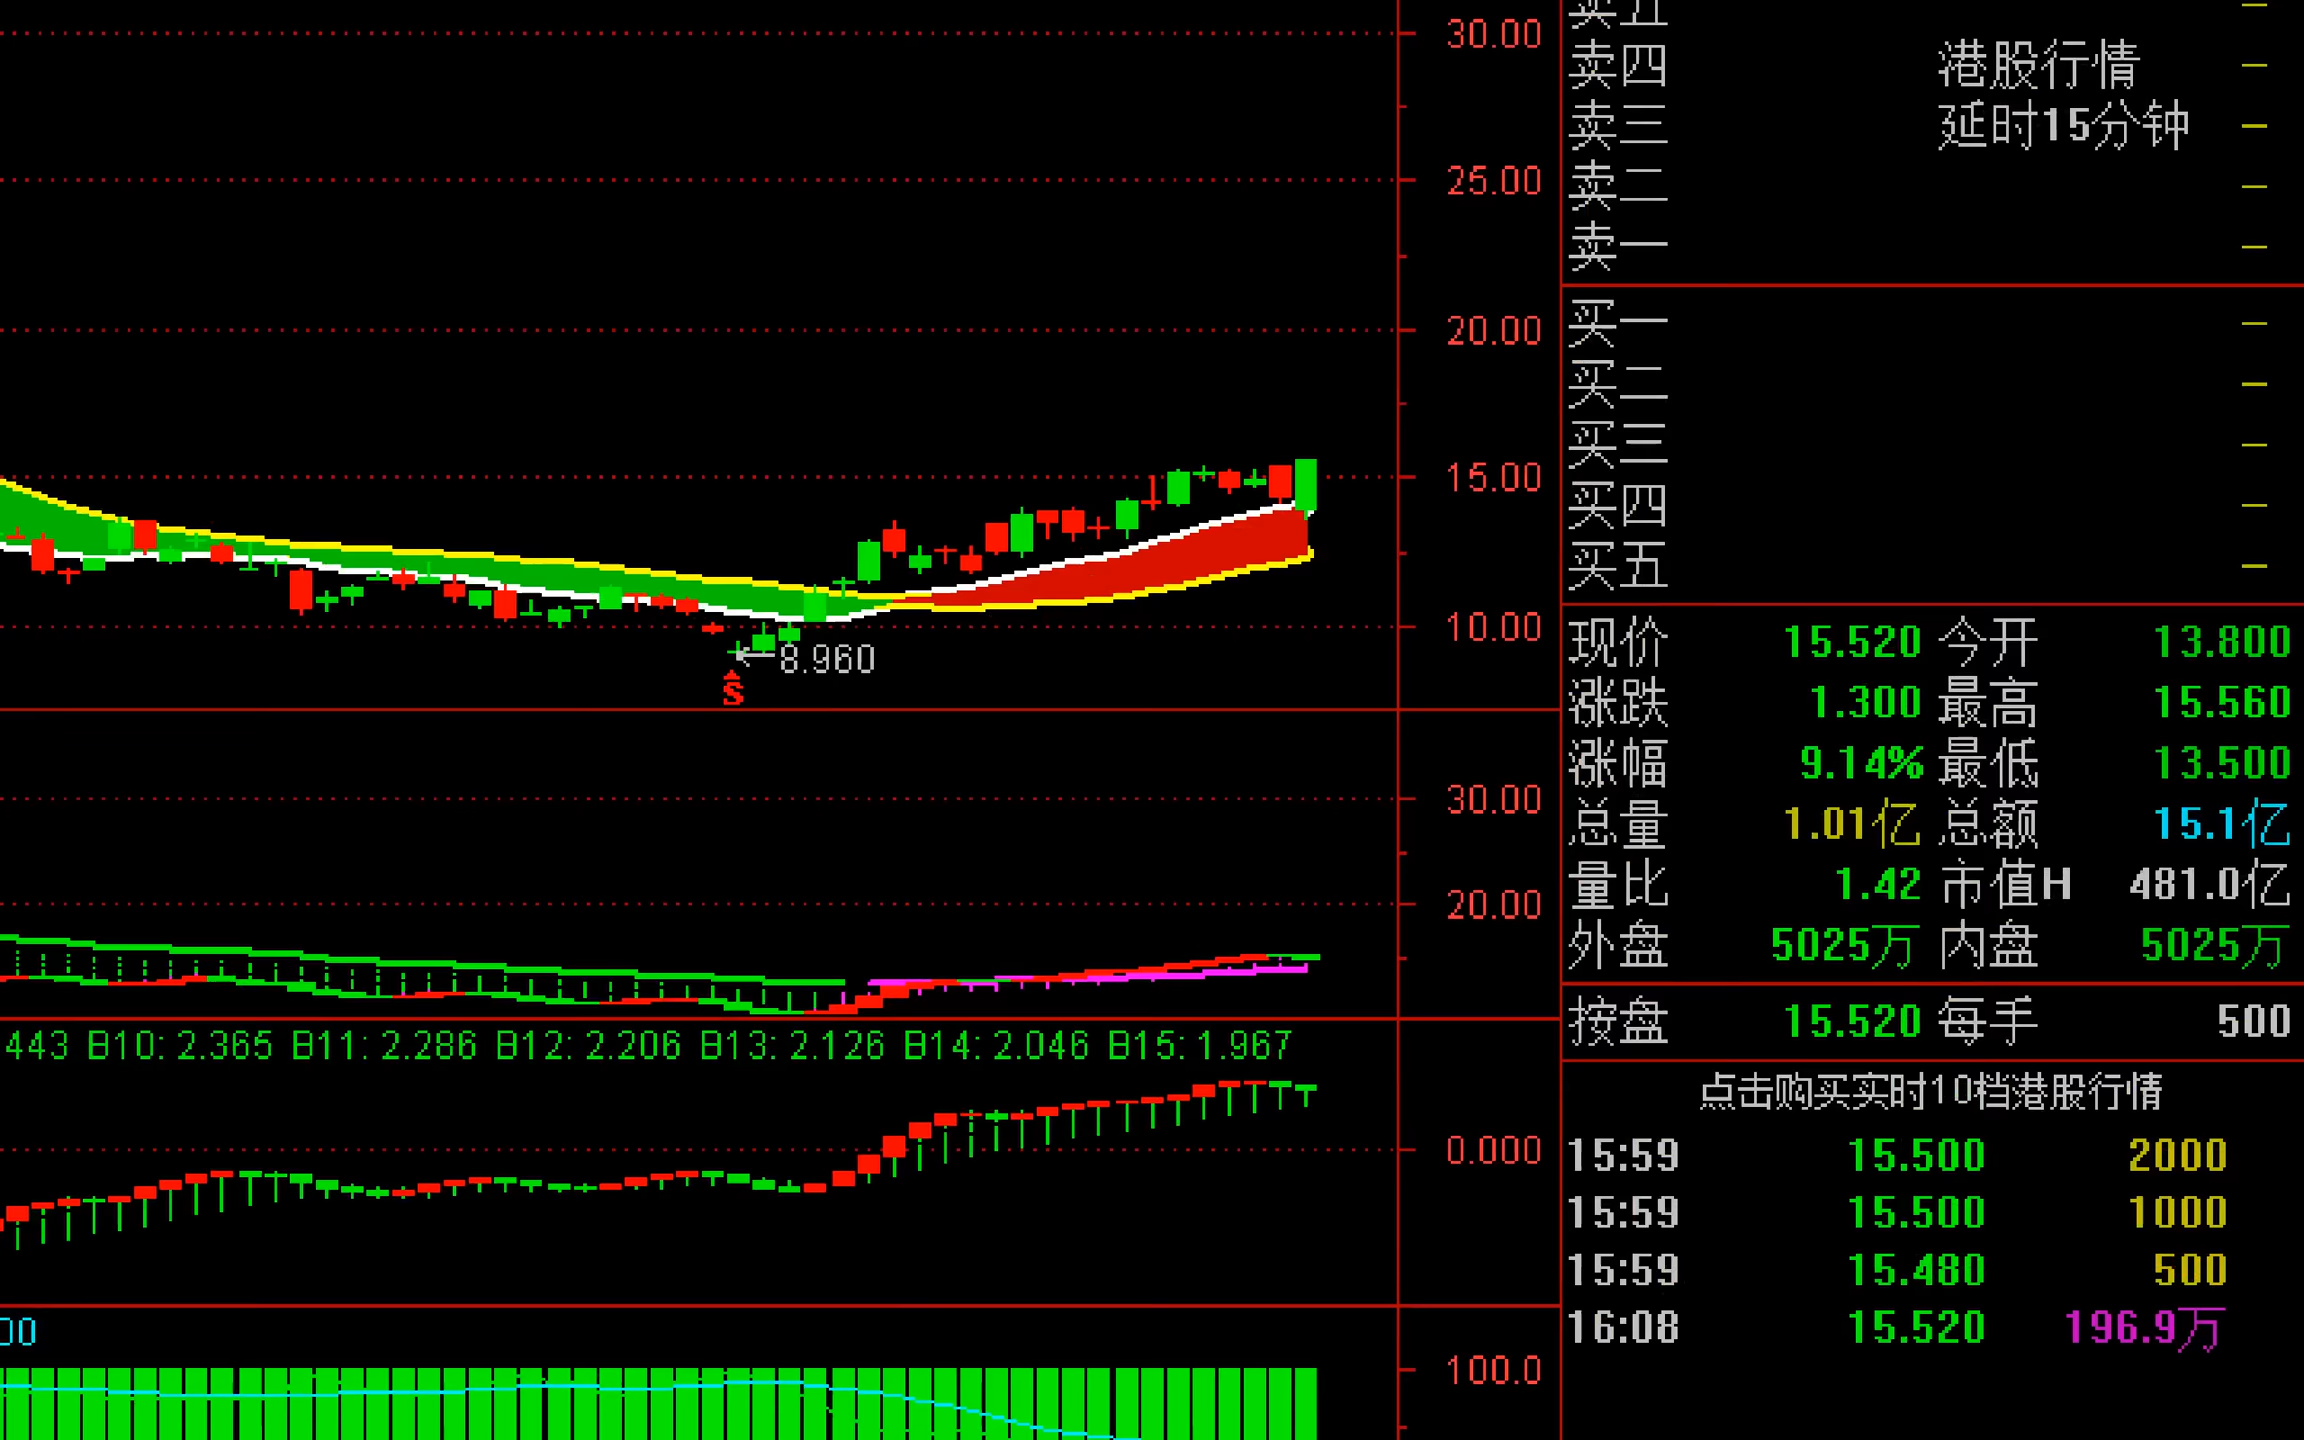 30.00
25.00
20.00
15.00
10.00
←8.960
$
30.00
20.00
443 B10: 2.365 B11: 2.286 B12: 2.206 B13: 2.126 B14: 2.046 B15: 1.967
0.000
00
100.0
卖五
卖四
卖三
卖二
卖一
港股行情
延时15分钟
买一
买二
买三
买四
买五
现价 15.520 今开 13.800
涨跌 1.300 最高 15.560
涨幅 9.14% 最低 13.500
总量 1.01亿 总额 15.1亿
量比 1.42 市值H 481.0亿
外盘 5025万 内盘 5025万
按盘 15.520 每手 500
点击购买实时10档港股行情
15:59 15.500 2000
15:59 15.500 1000
15:59 15.480 500
16:08 15.520 196.9万